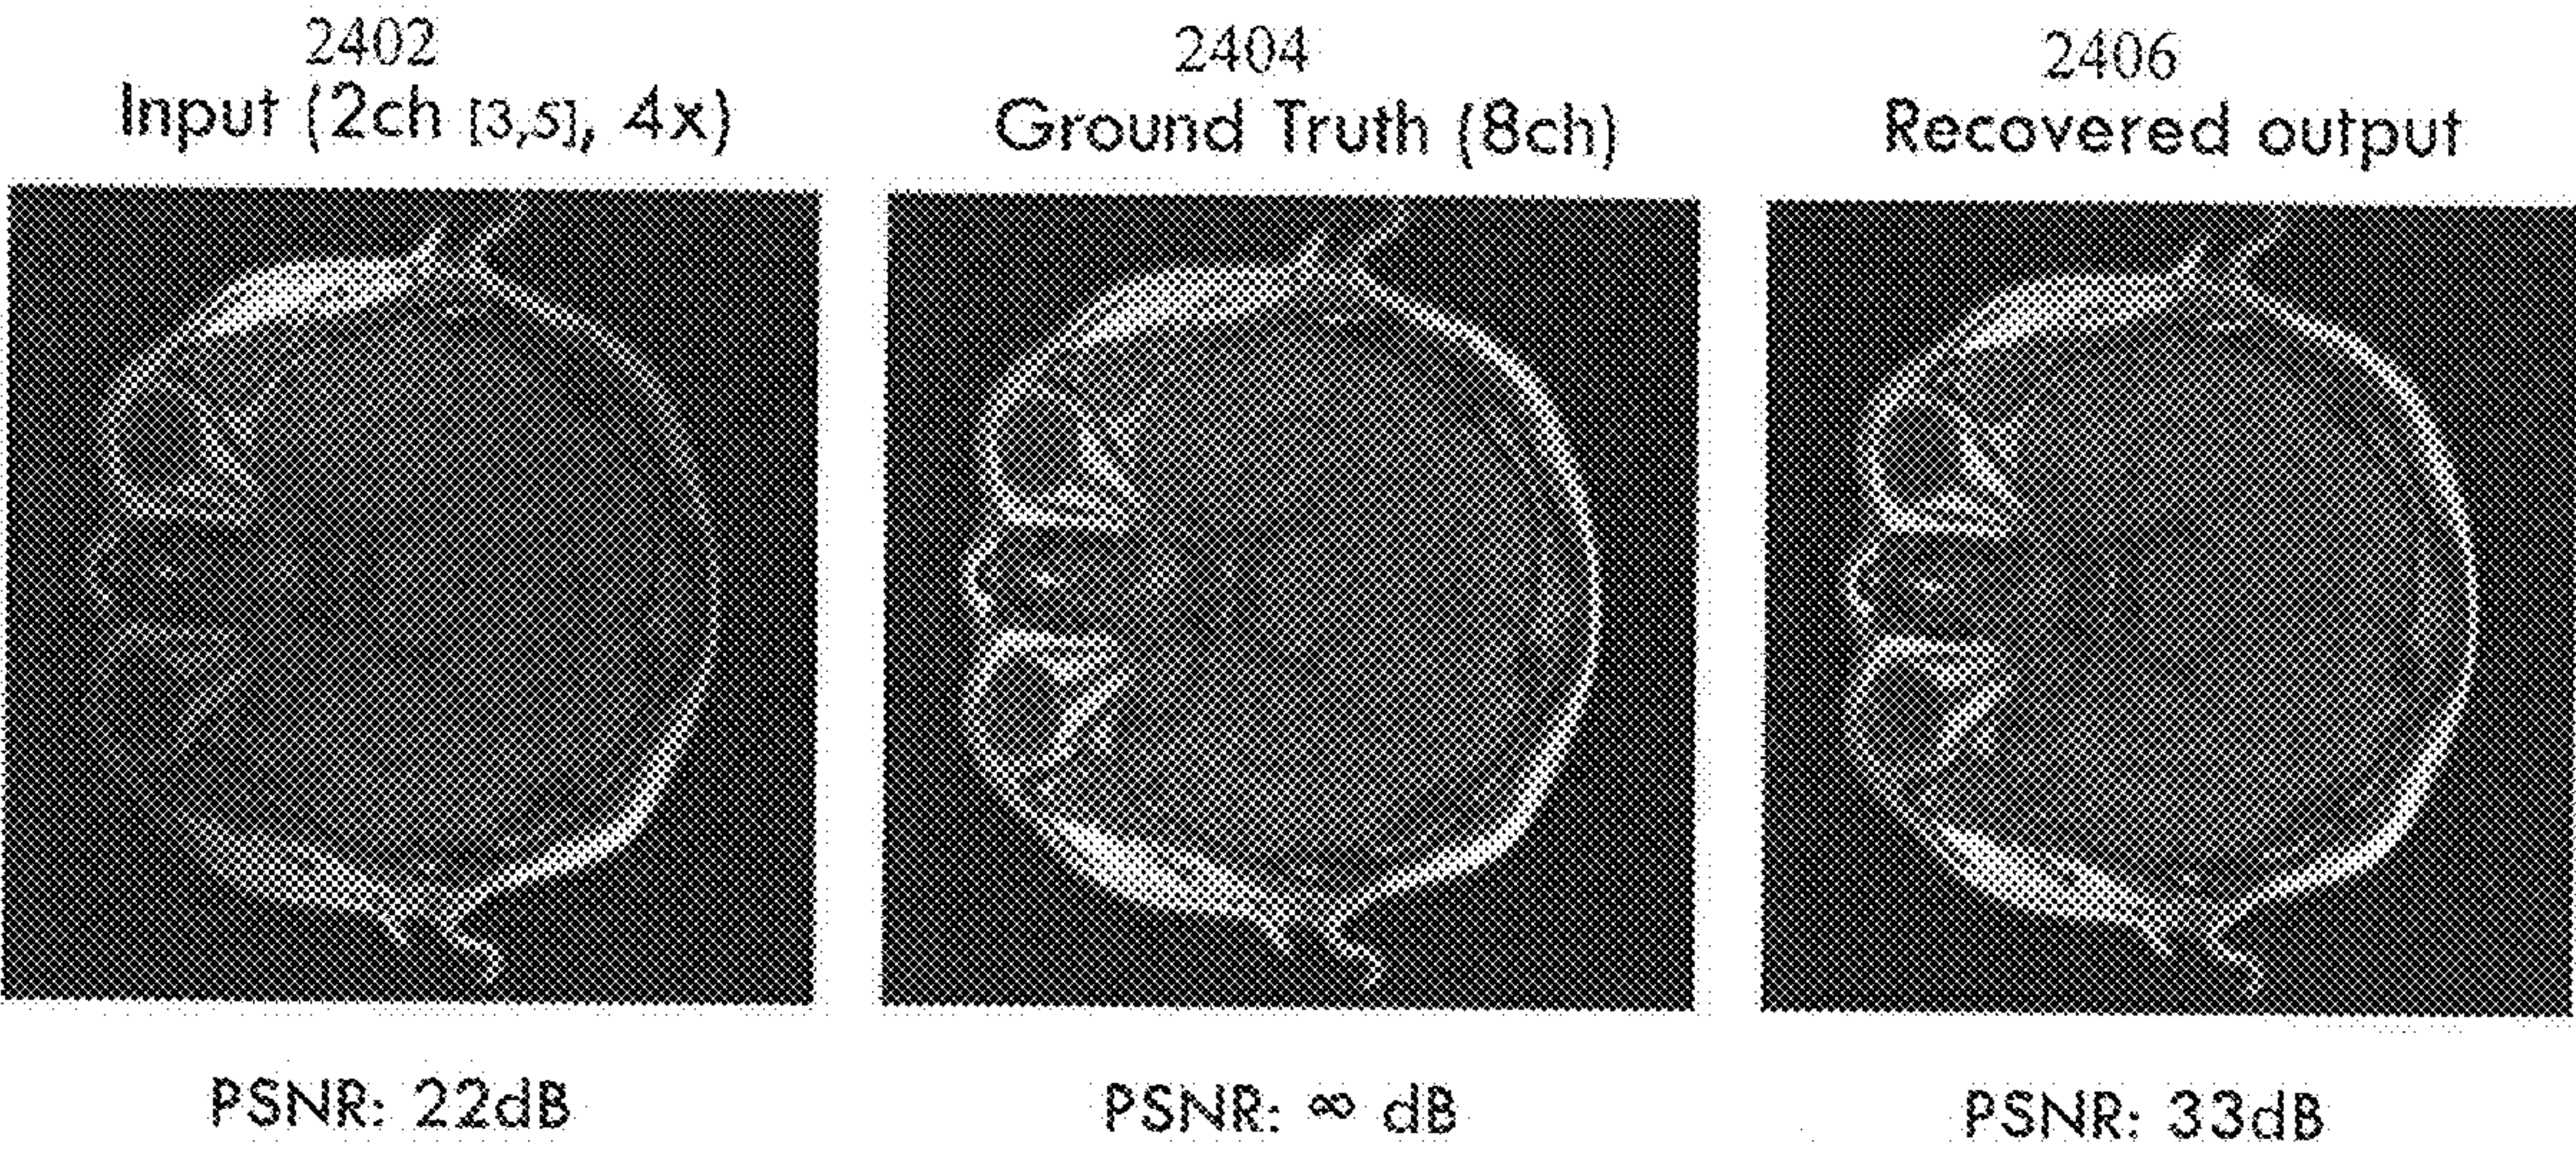 2402
Input (2ch [3,5], 4x)
2404
Ground Truth (8ch)
2406
Recovered output
PSNR: 22dB
PSNR: ∞ dB
PSNR: 33dB